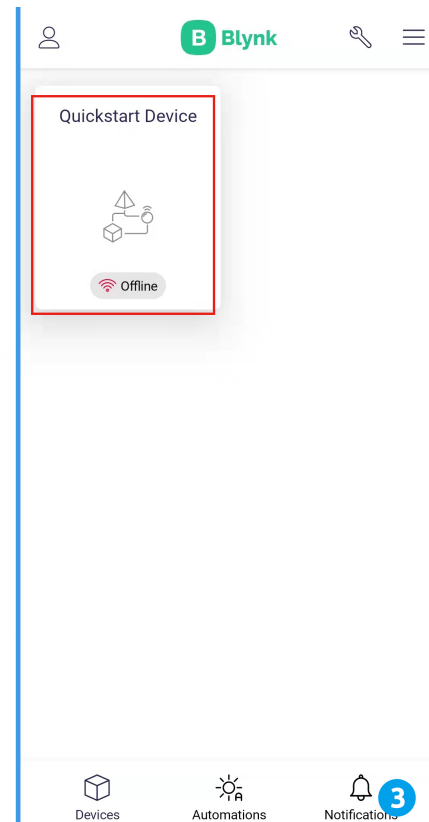 B Blynk
Quickstart Device
Offline
Devices
Automations
Notifications
3